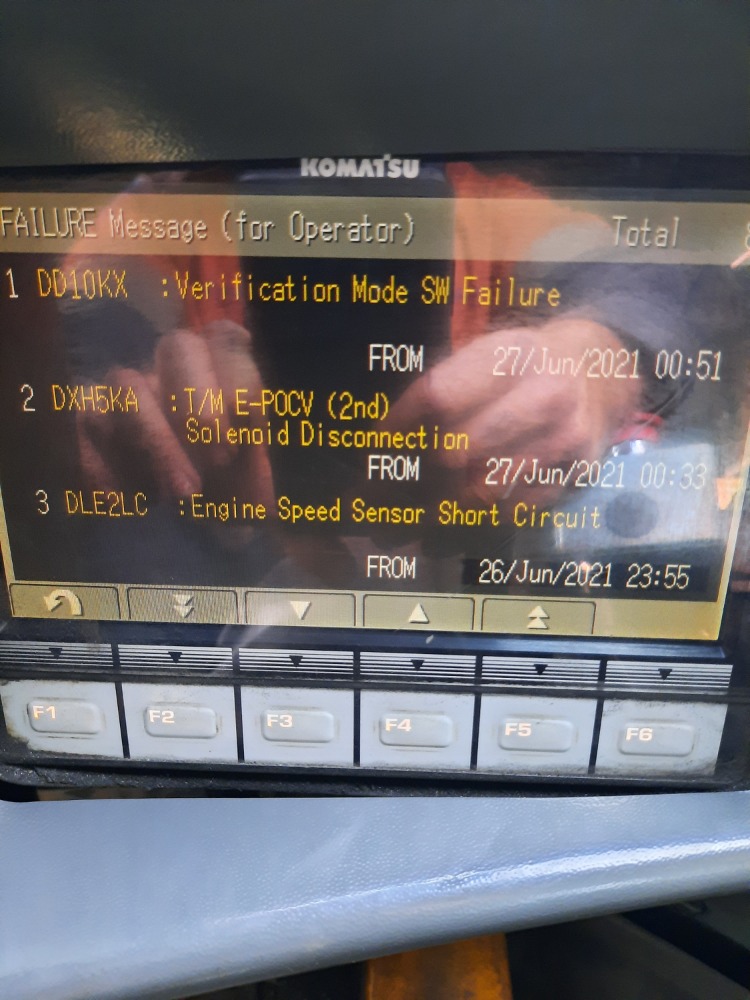 KOMATSU
FAILURE Message (for Operator) Total
1 DD10KX :Verification Mode SW Failure
FROM 27/Jun/2021 00:51
2 DXH5KA :T/M E-POCV (2nd)
Solenoid Disconnection
FROM 27/Jun/2021 00:33
3 DLE2LC :Engine Speed Sensor Short Circuit
FROM 26/Jun/2021 23:55
F1 F2 F3 F4 F5 F6